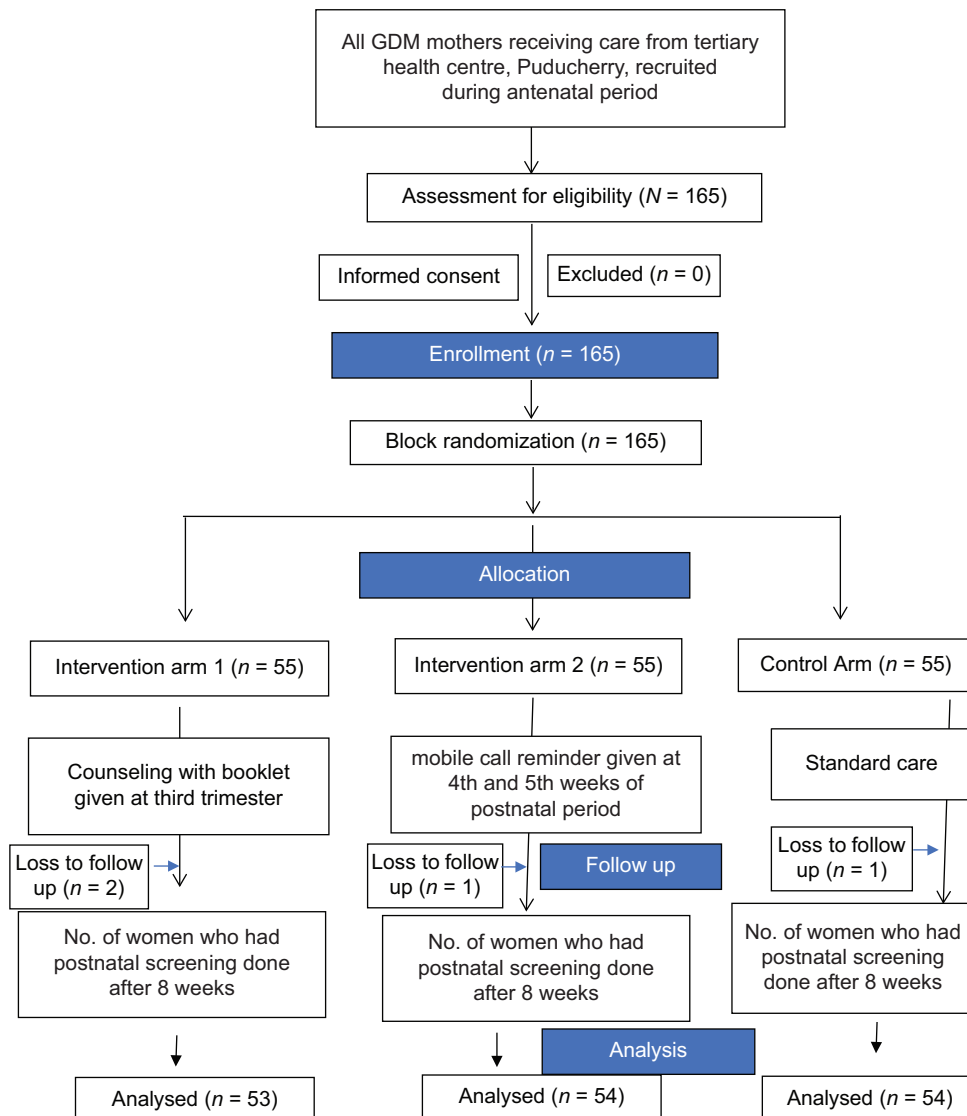 All GDM mothers receiving care from tertiary
health centre, Puducherry, recruited
during antenatal period
Assessment for eligibility (N = 165)
Informed consent
Excluded (n = 0)
Enrollment (n = 165)
Block randomization (n = 165)
Allocation
Intervention arm 1 (n = 55)
Intervention arm 2 (n = 55)
Control Arm (n = 55)
Counseling with booklet
given at third trimester
mobile call reminder given at
4th and 5th weeks of
postnatal period
Standard care
Loss to follow
up (n = 2)
Loss to follow
up (n = 1)
Follow up
Loss to follow
up (n = 1)
No. of women who had
postnatal screening done
after 8 weeks
No. of women who had
postnatal screening done
after 8 weeks
No. of women who had
postnatal screening
done after 8 weeks
Analysis
Analysed (n = 53)
Analysed (n = 54)
Analysed (n = 54)